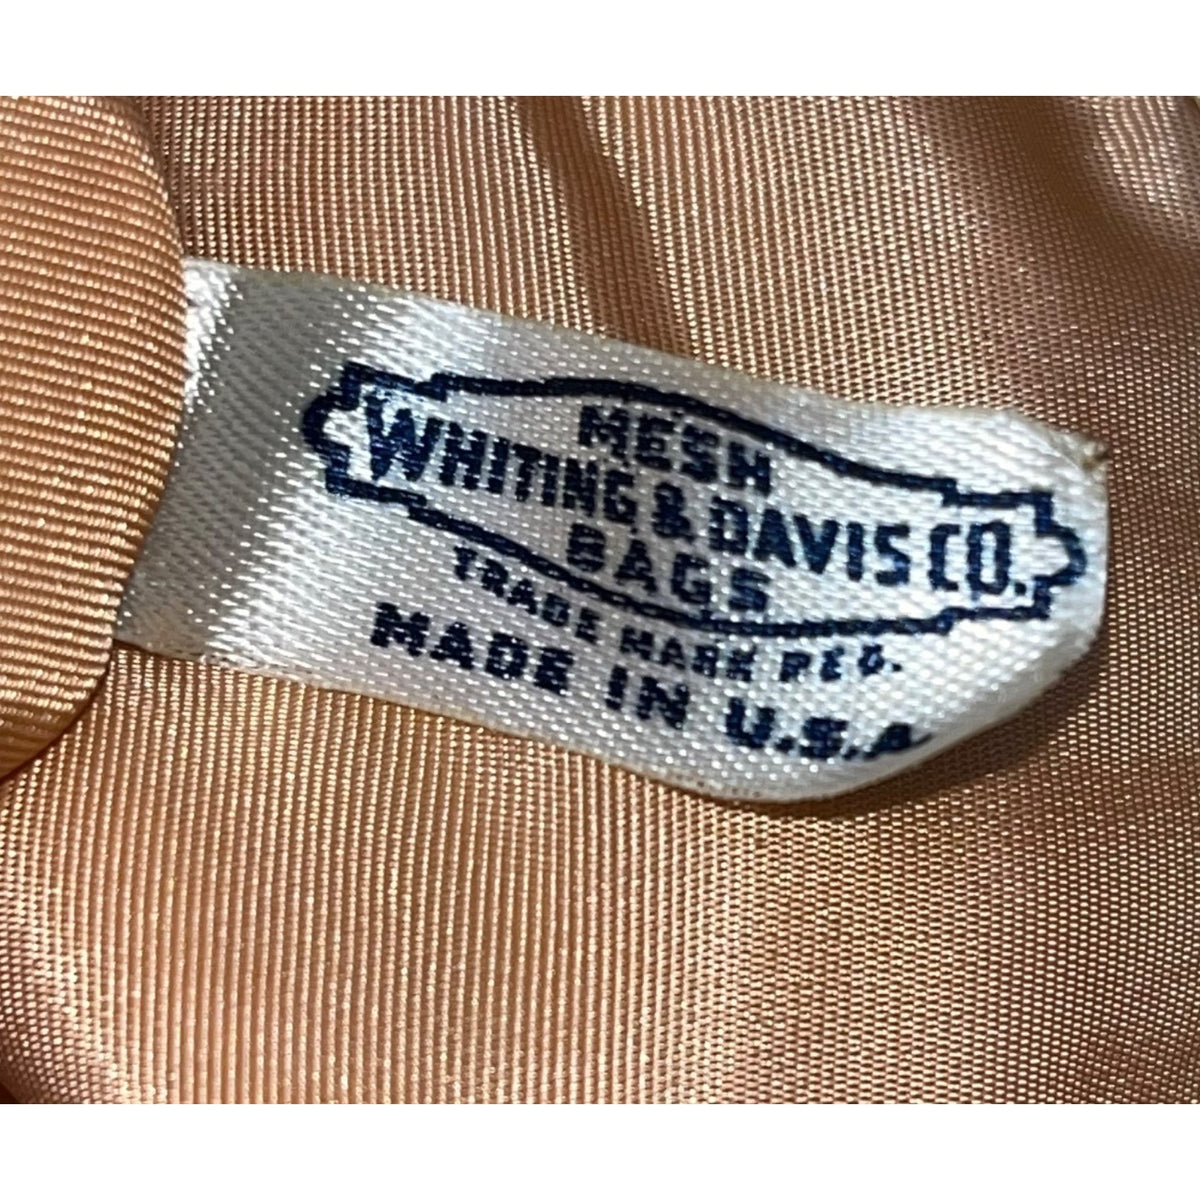 MESH
WHITING & DAVIS CO.
BAGS
TRADE MARK REG.
MADE IN U.S.A.